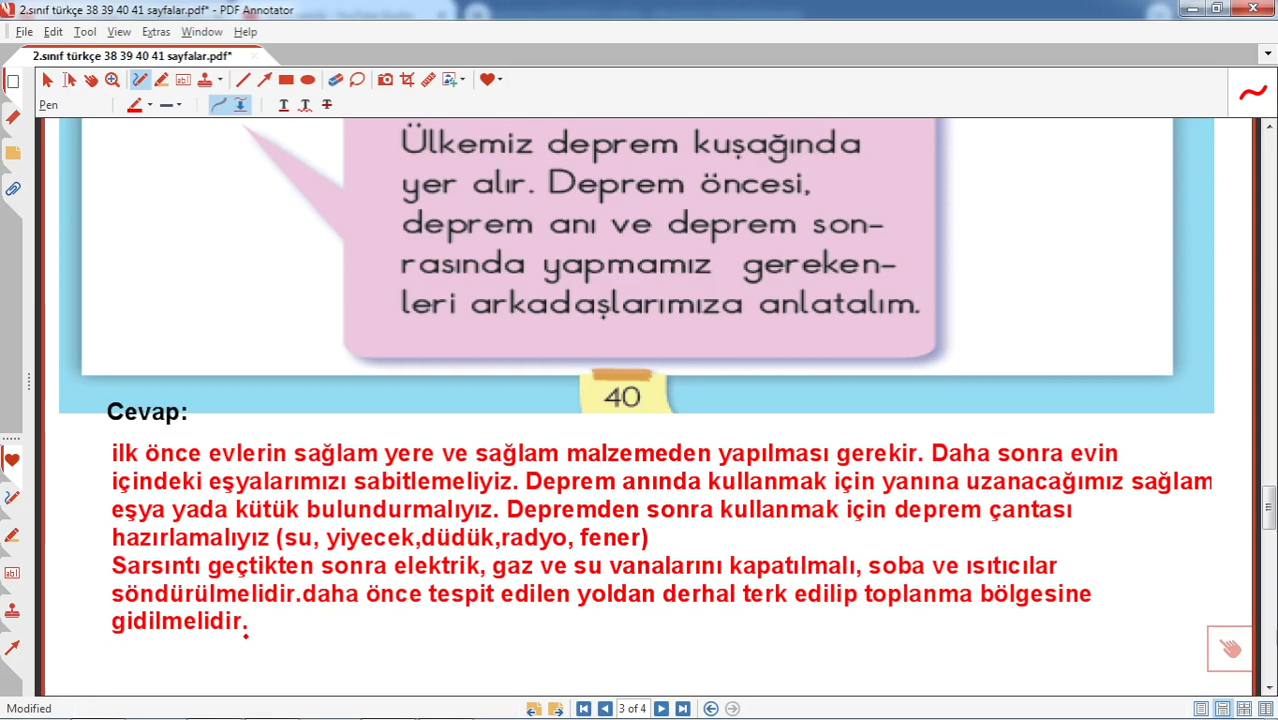 2.sınıf türkçe 38 39 40 41 sayfalar.pdf* - PDF Annotator
File Edit Tool View Extras Window Help
2.sınıf türkçe 38 39 40 41 sayfalar.pdf*
Pen
Ülkemiz deprem kuşağında
yer alır. Deprem öncesi,
deprem anı ve deprem son-
rasında yapmamız gereken-
leri arkadaşlarımıza anlatalım.
40
Cevap:
ilk önce evlerin sağlam yere ve sağlam malzemeden yapılması gerekir. Daha sonra evin
içindeki eşyalarımızı sabitlemeliyiz. Deprem anında kullanmak için yanına uzanacağımız sağlam
eşya yada kütük bulundurmalıyız. Depremden sonra kullanmak için deprem çantası
hazırlamalıyız (su, yiyecek,düdük,radyo, fener)
Sarsıntı geçtikten sonra elektrik, gaz ve su vanalarını kapatılmalı, soba ve ısıtıcılar
söndürülmelidir.daha önce tespit edilen yoldan derhal terk edilip toplanma bölgesine
gidilmelidir.
Modified
3 of 4